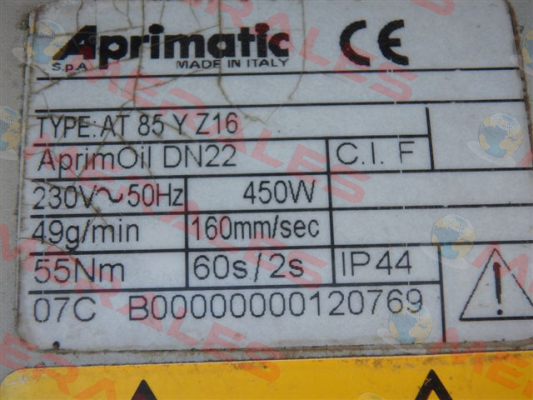 Aprimatic CE
S.p.A. MADE IN ITALY
TYPE: AT 85 Y Z16
AprimOil DN22 C.I. F
230V~50Hz 450W
49g/min 160mm/sec
55Nm 60s/2s IP44
07C B00000000120769